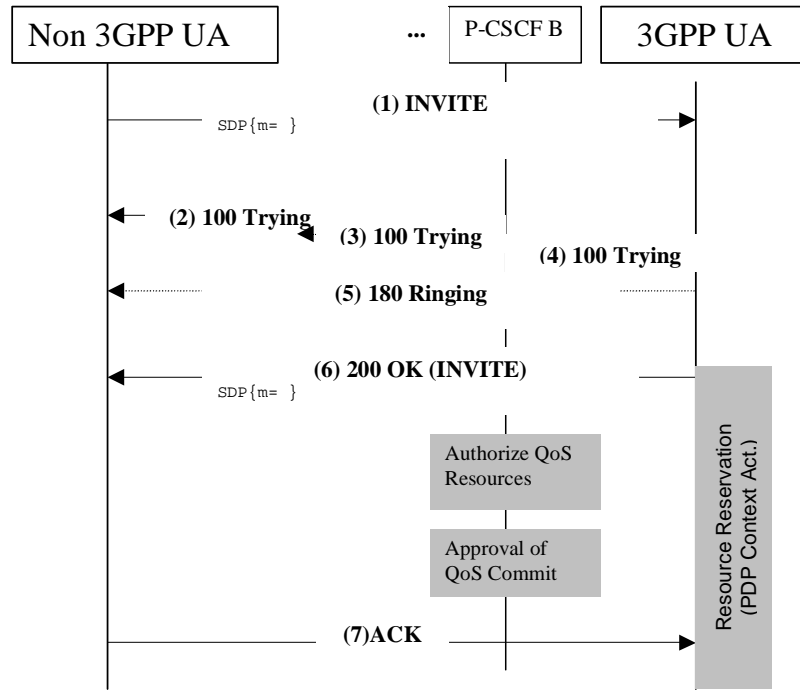 Non 3GPP UA
...
P-CSCF B
3GPP UA
(1) INVITE
SDP{m= }
(2) 100 Trying
(3) 100 Trying
(4) 100 Trying
(5) 180 Ringing
(6) 200 OK (INVITE)
SDP{m= }
Authorize QoS
Resources
Approval of
QoS Commit
Resource Reservation
(PDP Context Act.)
(7)ACK